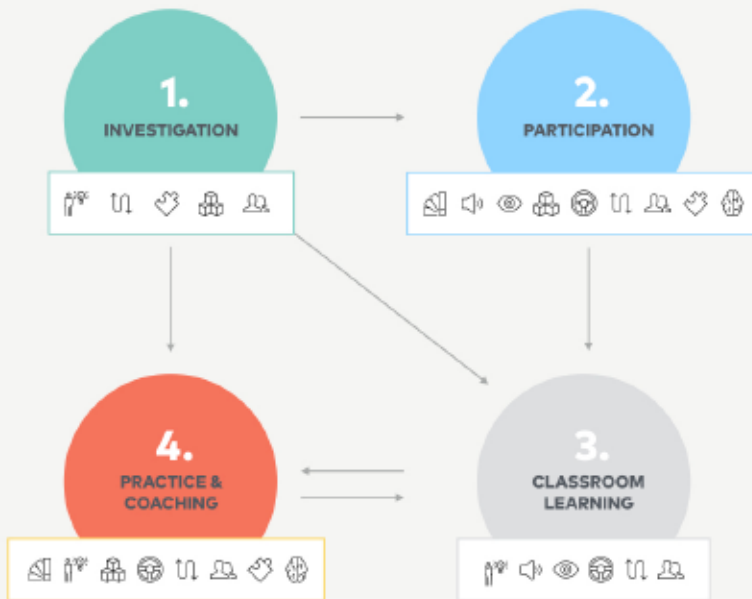 1.
INVESTIGATION
2.
PARTICIPATION
4.
PRACTICE &
COACHING
3.
CLASSROOM
LEARNING